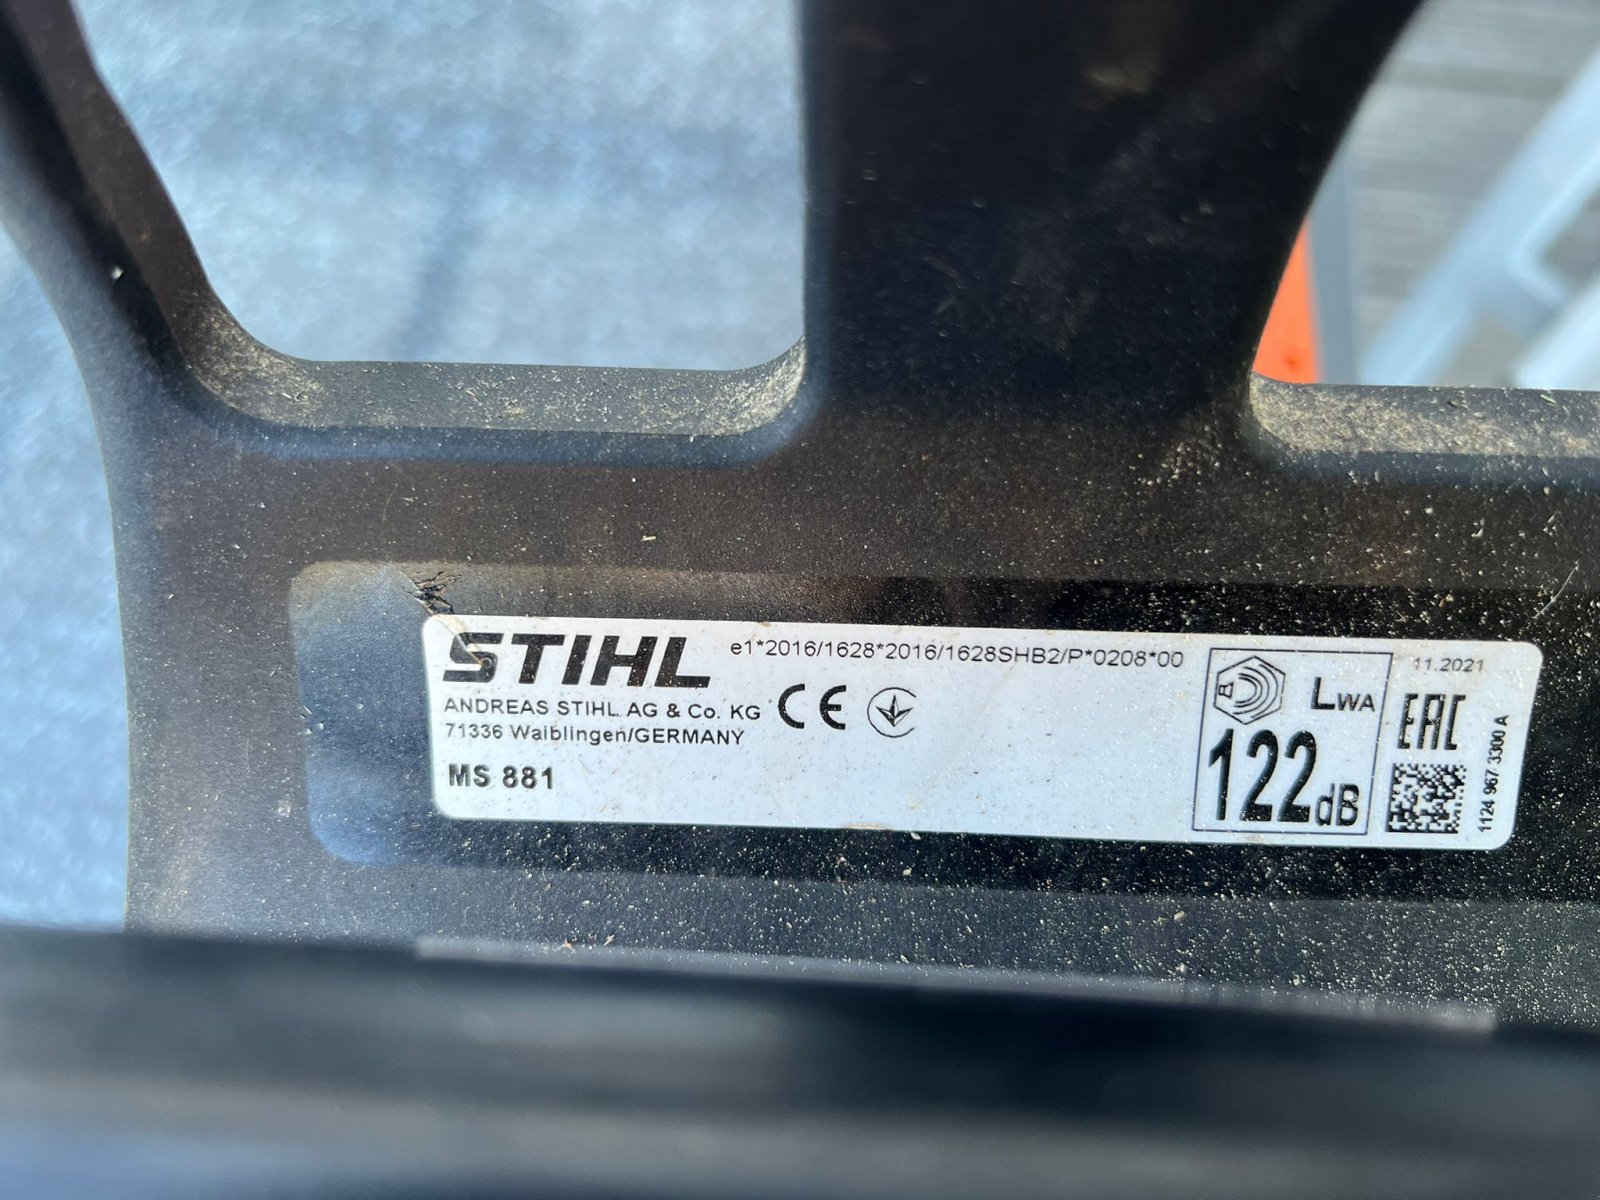 STIHL
e1*2016/1628*2016/1628SHB2/P*0208*00
ANDREAS STIHL AG & Co. KG
71336 Waiblingen/GERMANY
CE
MS 881
LWA
122dB
11.2021
EAC
1124 967 3300 A